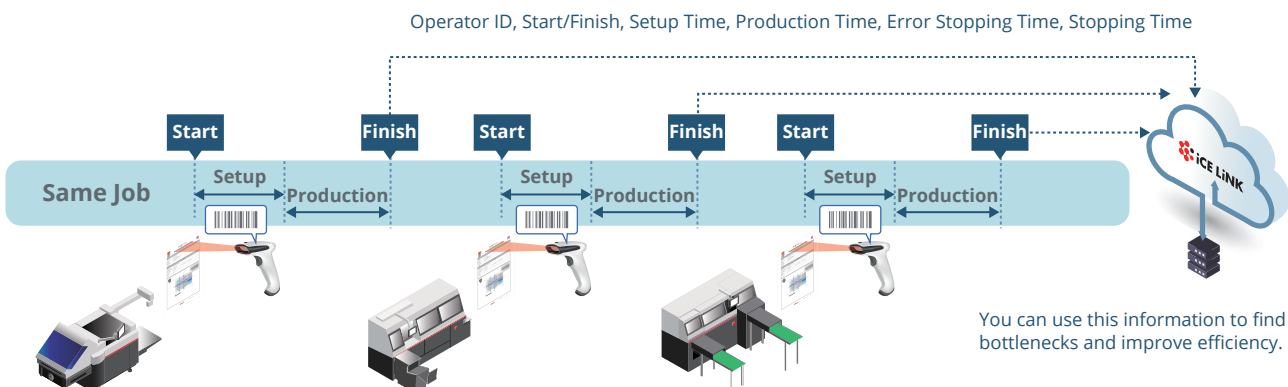 Operator ID, Start/Finish, Setup Time, Production Time, Error Stopping Time, Stopping Time
Start
Finish
Start
Finish
Start
Finish
Same Job
Setup
Production
Setup
Production
Setup
Production
iCE LiNK
You can use this information to find
bottlenecks and improve efficiency.